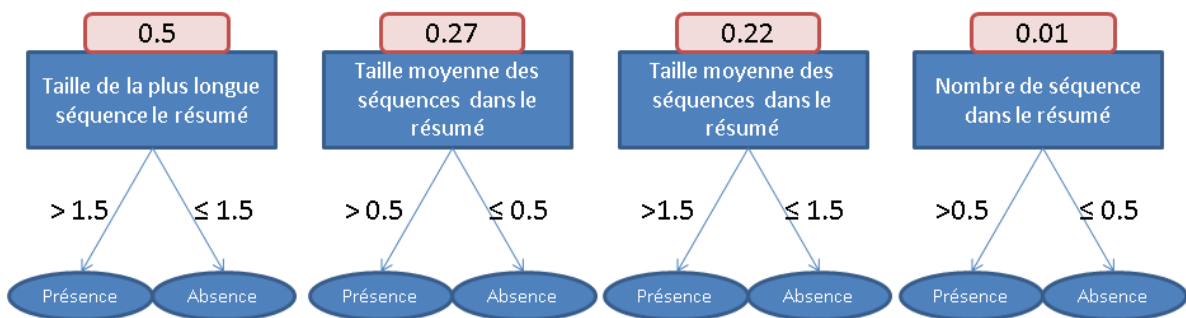 0.5
Taille de la plus longue
séquence le résumé
> 1.5
≤ 1.5
Présence
Absence
0.27
Taille moyenne des
séquences dans le
résumé
> 0.5
≤ 0.5
Présence
Absence
0.22
Taille moyenne des
séquences dans le
résumé
>1.5
≤ 1.5
Présence
Absence
0.01
Nombre de séquence
dans le résumé
>0.5
≤ 0.5
Présence
Absence